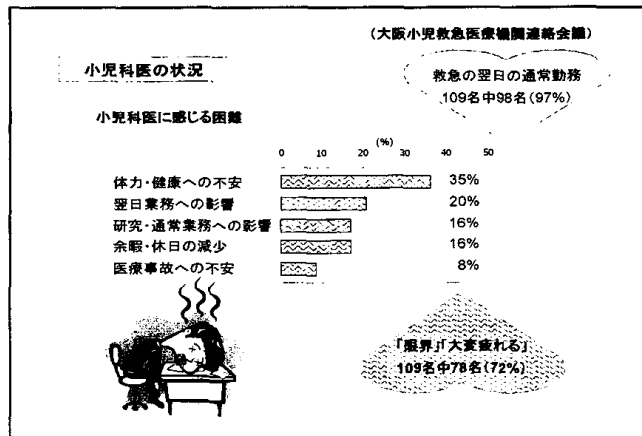 (大阪小児救急医療機関連絡会議)
小児科医の状況
救急の翌日の通常勤務
109名中98名(97%)
小児科医に感じる困難
(%)
0 10 20 30 40 50
体力・健康への不安 35%
翌日業務への影響 20%
研究・通常業務への影響 16%
余暇・休日の減少 16%
医療事故への不安 8%
「限界」「大変疲れる」
109名中78名(72%)